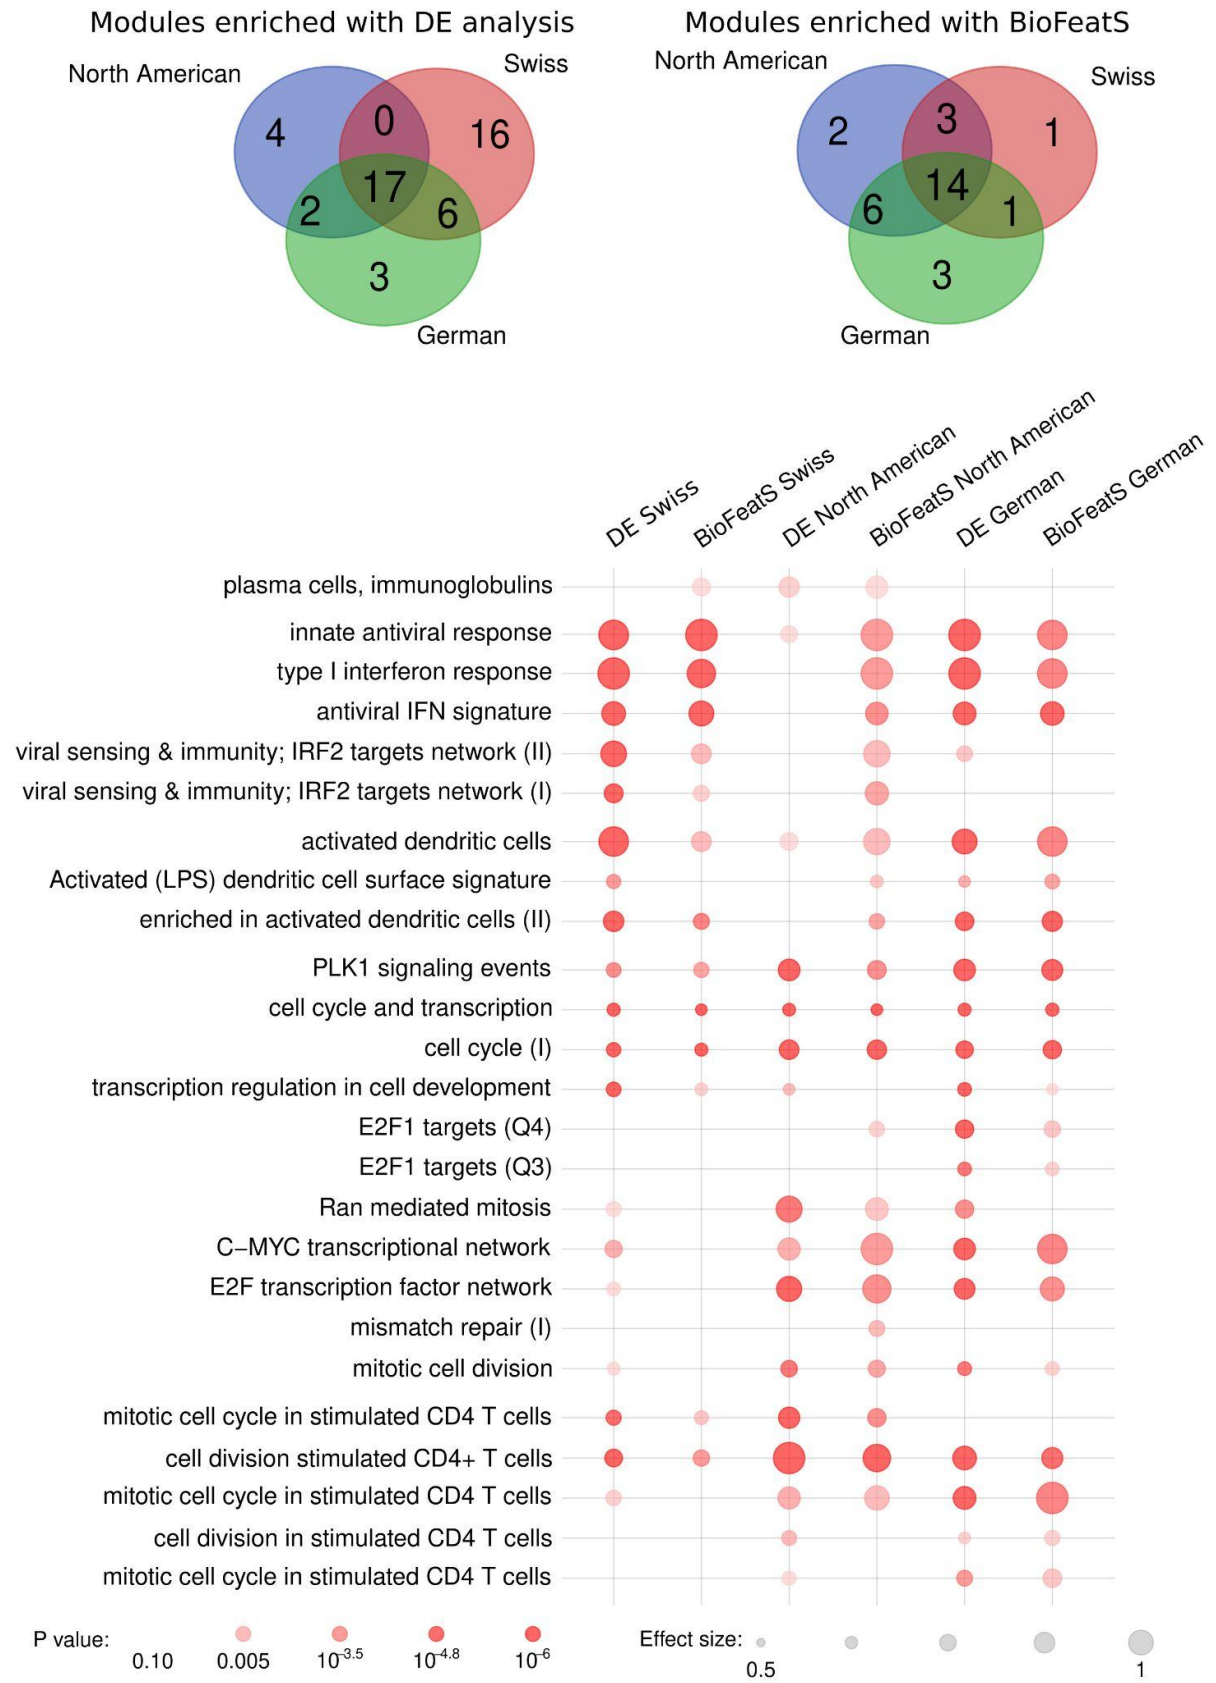 Modules enriched with DE analysis
Modules enriched with BioFeatS
North American
Swiss
4
0
16
17
2
6
3
German
North American
Swiss
2
3
1
14
6
1
3
German
DE Swiss
BioFeatS Swiss
DE North American
BioFeatS North American
DE German
BioFeatS German
plasma cells, immunoglobulins
innate antiviral response
type I interferon response
antiviral IFN signature
viral sensing & immunity; IRF2 targets network (II)
viral sensing & immunity; IRF2 targets network (I)
activated dendritic cells
Activated (LPS) dendritic cell surface signature
enriched in activated dendritic cells (II)
PLK1 signaling events
cell cycle and transcription
cell cycle (I)
transcription regulation in cell development
E2F1 targets (Q4)
E2F1 targets (Q3)
Ran mediated mitosis
C−MYC transcriptional network
E2F transcription factor network
mismatch repair (I)
mitotic cell division
mitotic cell cycle in stimulated CD4 T cells
cell division stimulated CD4+ T cells
mitotic cell cycle in stimulated CD4 T cells
cell division in stimulated CD4 T cells
mitotic cell cycle in stimulated CD4 T cells
P value:
0.10 0.005 10⁻³·⁵ 10⁻⁴·⁸ 10⁻⁶
Effect size:
0.5 1